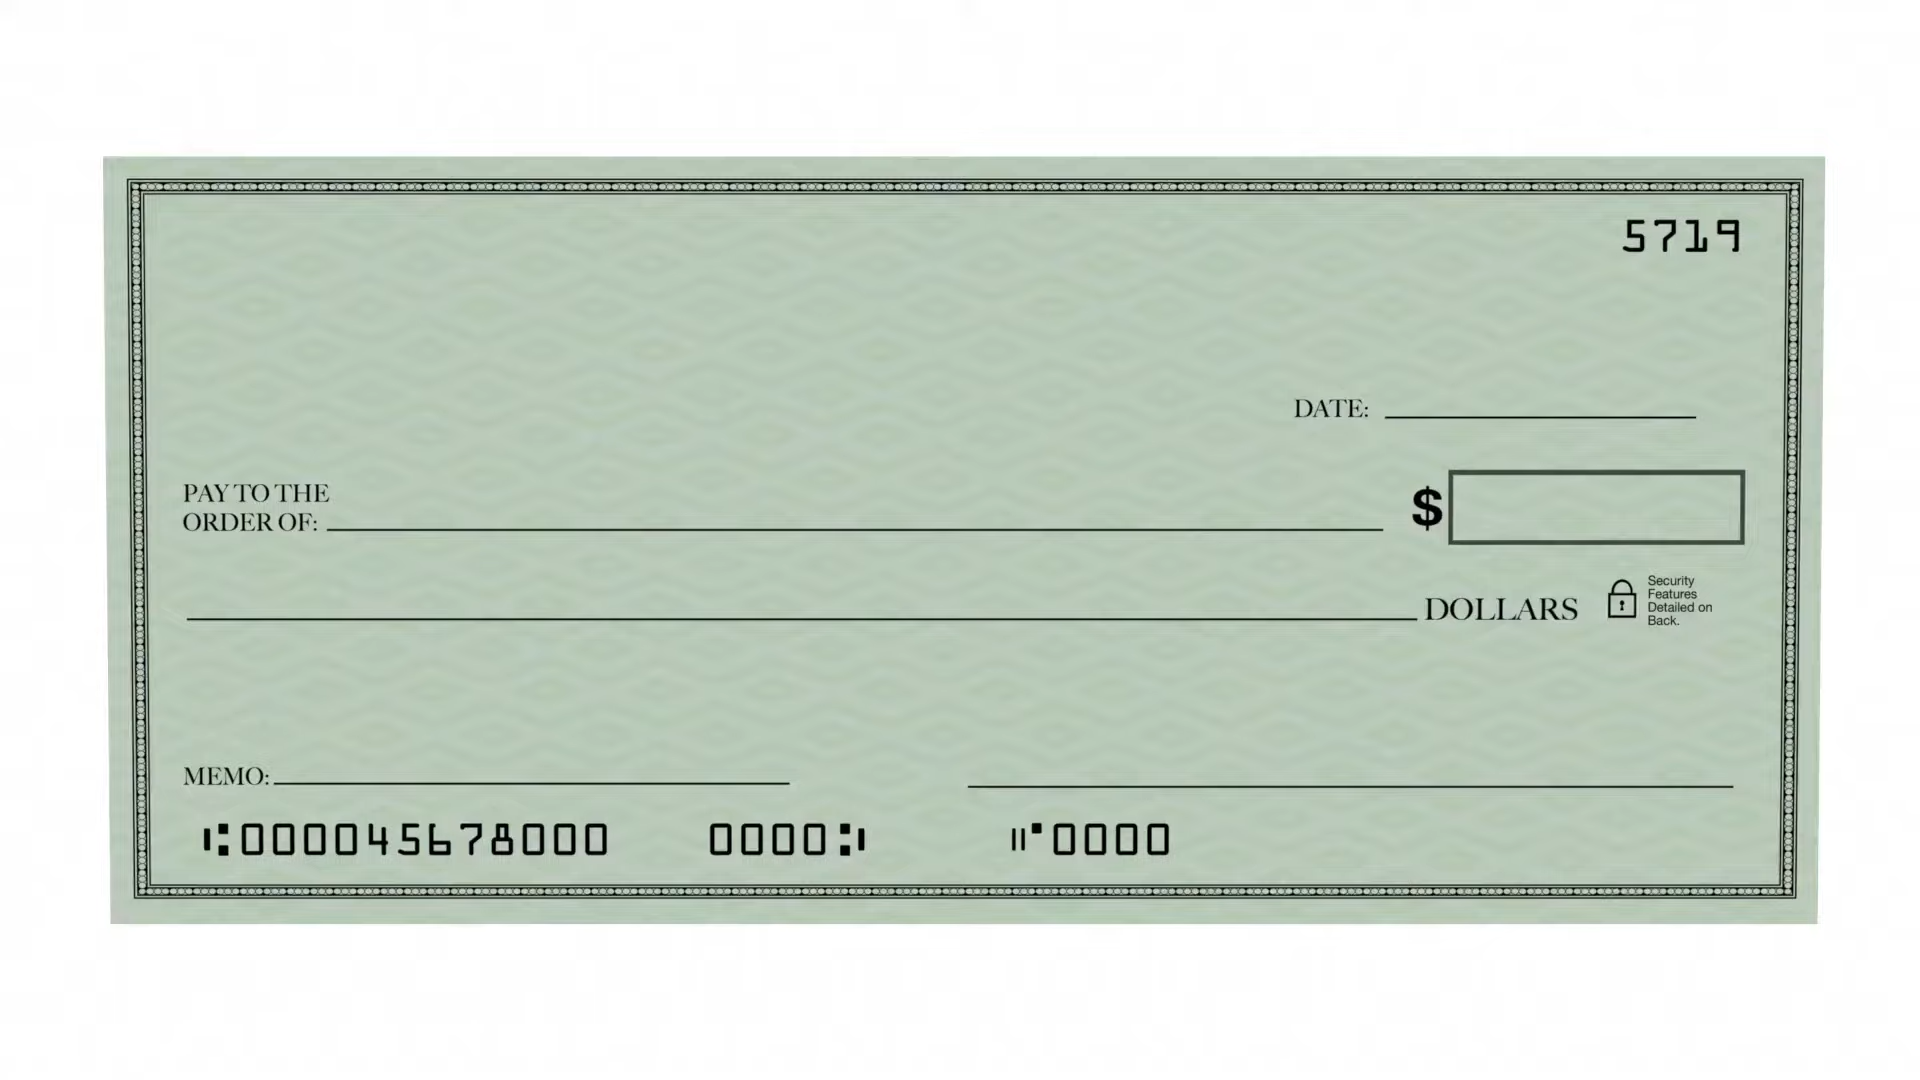 5719
DATE:
PAY TO THE
ORDER OF:
$
DOLLARS
Security
Features
Detailed on
Back.
MEMO:
⑆000045678000 0000⑆ ⑈0000